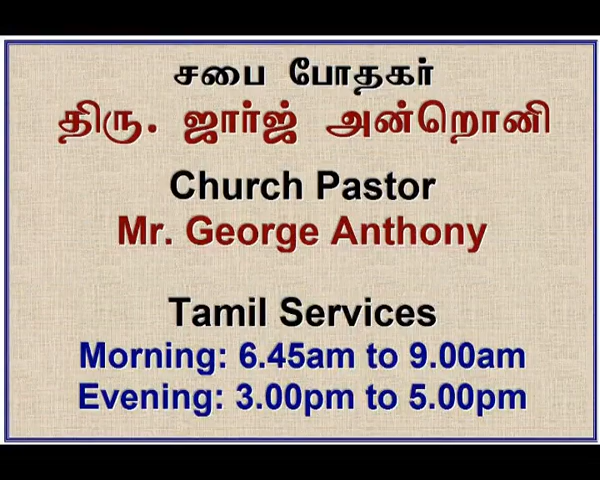 சபை போதகர்
திரு. ஜார்ஜ் அன்றொனி
Church Pastor
Mr. George Anthony
Tamil Services
Morning: 6.45am to 9.00am
Evening: 3.00pm to 5.00pm